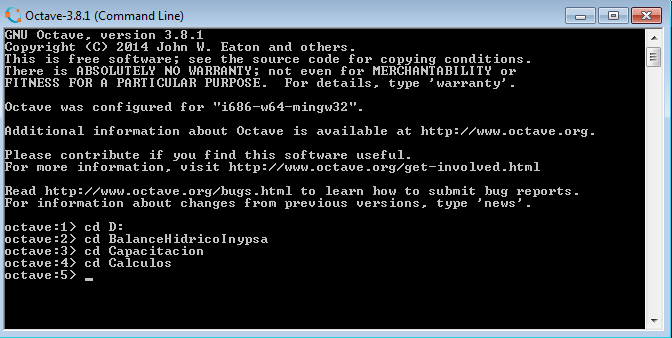 Octave-3.8.1 (Command Line)
GNU Octave, version 3.8.1
Copyright (C) 2014 John W. Eaton and others.
This is free software; see the source code for copying conditions.
There is ABSOLUTELY NO WARRANTY; not even for MERCHANTABILITY or
FITNESS FOR A PARTICULAR PURPOSE.  For details, type 'warranty'.
Octave was configured for "i686-w64-mingw32".
Additional information about Octave is available at http://www.octave.org.
Please contribute if you find this software useful.
For more information, visit http://www.octave.org/get-involved.html
Read http://www.octave.org/bugs.html to learn how to submit bug reports.
For information about changes from previous versions, type 'news'.
octave:1> cd D:
octave:2> cd BalanceHidricoInypsa
octave:3> cd Capacitacion
octave:4> cd Calculos
octave:5> _